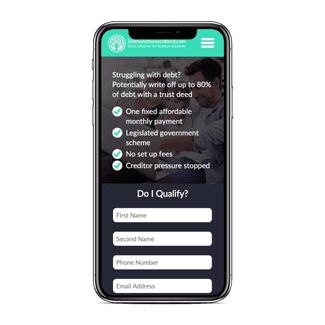 Debt solutions for Scottish residents
Struggling with debt?
Potentially write off up to 80%
of debt with a trust deed
One fixed affordable
monthly payment
Legislated government
scheme
No set up fees
Creditor pressure stopped
Do I Qualify?
First Name
Second Name
Phone Number
Email Address